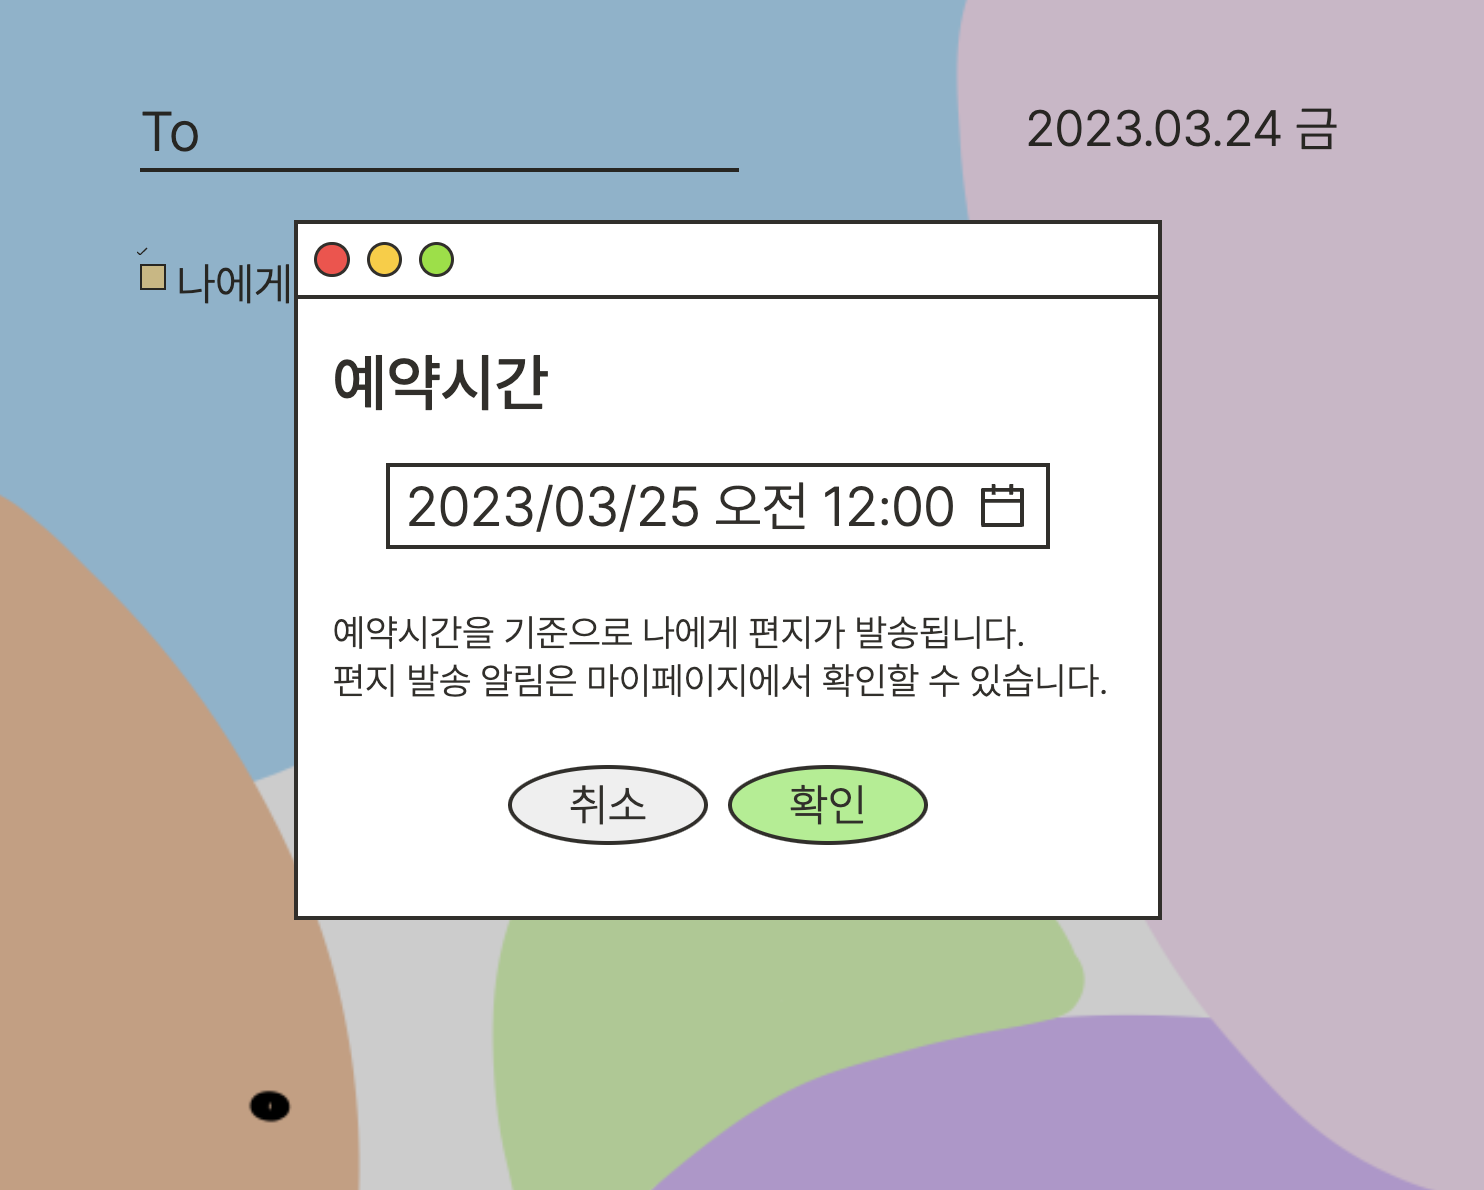 To
2023.03.24 금
나에게
예약시간
2023/03/25 오전 12:00
예약시간을 기준으로 나에게 편지가 발송됩니다.
편지 발송 알림은 마이페이지에서 확인할 수 있습니다.
취소
확인